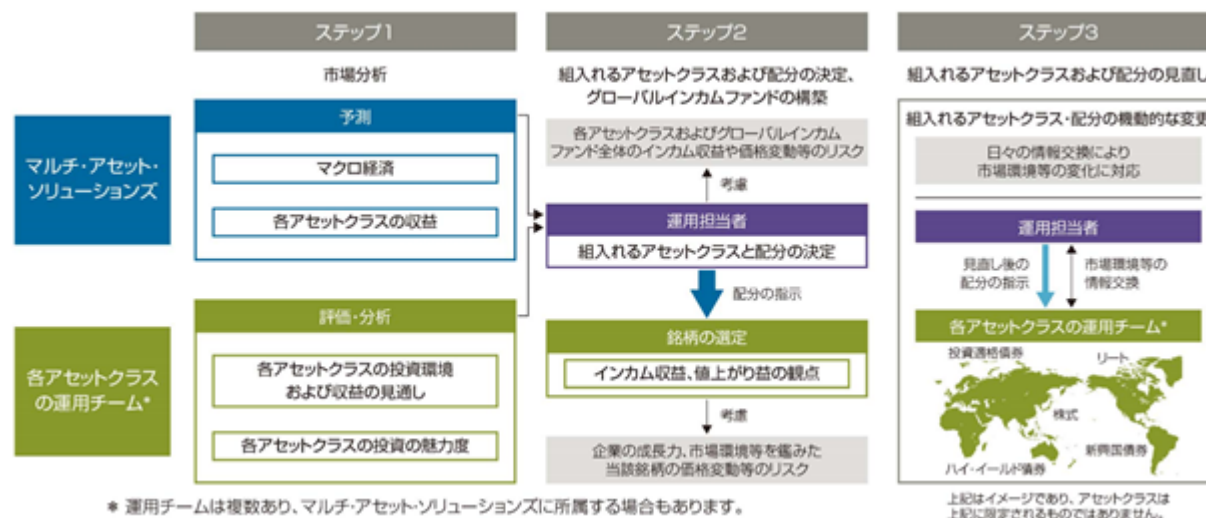 ステップ1
ステップ2
ステップ3
市場分析
組入れるアセットクラスおよび配分の決定、
グローバルインカムファンドの構築
組入れるアセットクラスおよび配分の見直し
マルチ・アセット・
ソリューションズ
予測
マクロ経済
各アセットクラスの収益
各アセットクラス
の運用チーム*
評価・分析
各アセットクラスの投資環境
および収益の見通し
各アセットクラスの投資の魅力度
各アセットクラスおよびグローバルインカム
ファンド全体のインカム収益や価格変動等のリスク
考慮
運用担当者
組入れるアセットクラスと配分の決定
配分の指示
銘柄の選定
インカム収益、値上がり益の観点
考慮
企業の成長力、市場環境等を鑑みた
当該銘柄の価格変動等のリスク
組入れるアセットクラス・配分の機動的な変更
日々の情報交換により
市場環境等の変化に対応
運用担当者
見直し後の
配分の指示
市場環境等の
情報交換
各アセットクラスの運用チーム*
投資適格債券
リート
株式
新興国債券
ハイ・イールド債券
上記はイメージであり、アセットクラスは
上記に限定されるものではありません。
* 運用チームは複数あり、マルチ・アセット・ソリューションズに所属する場合もあります。